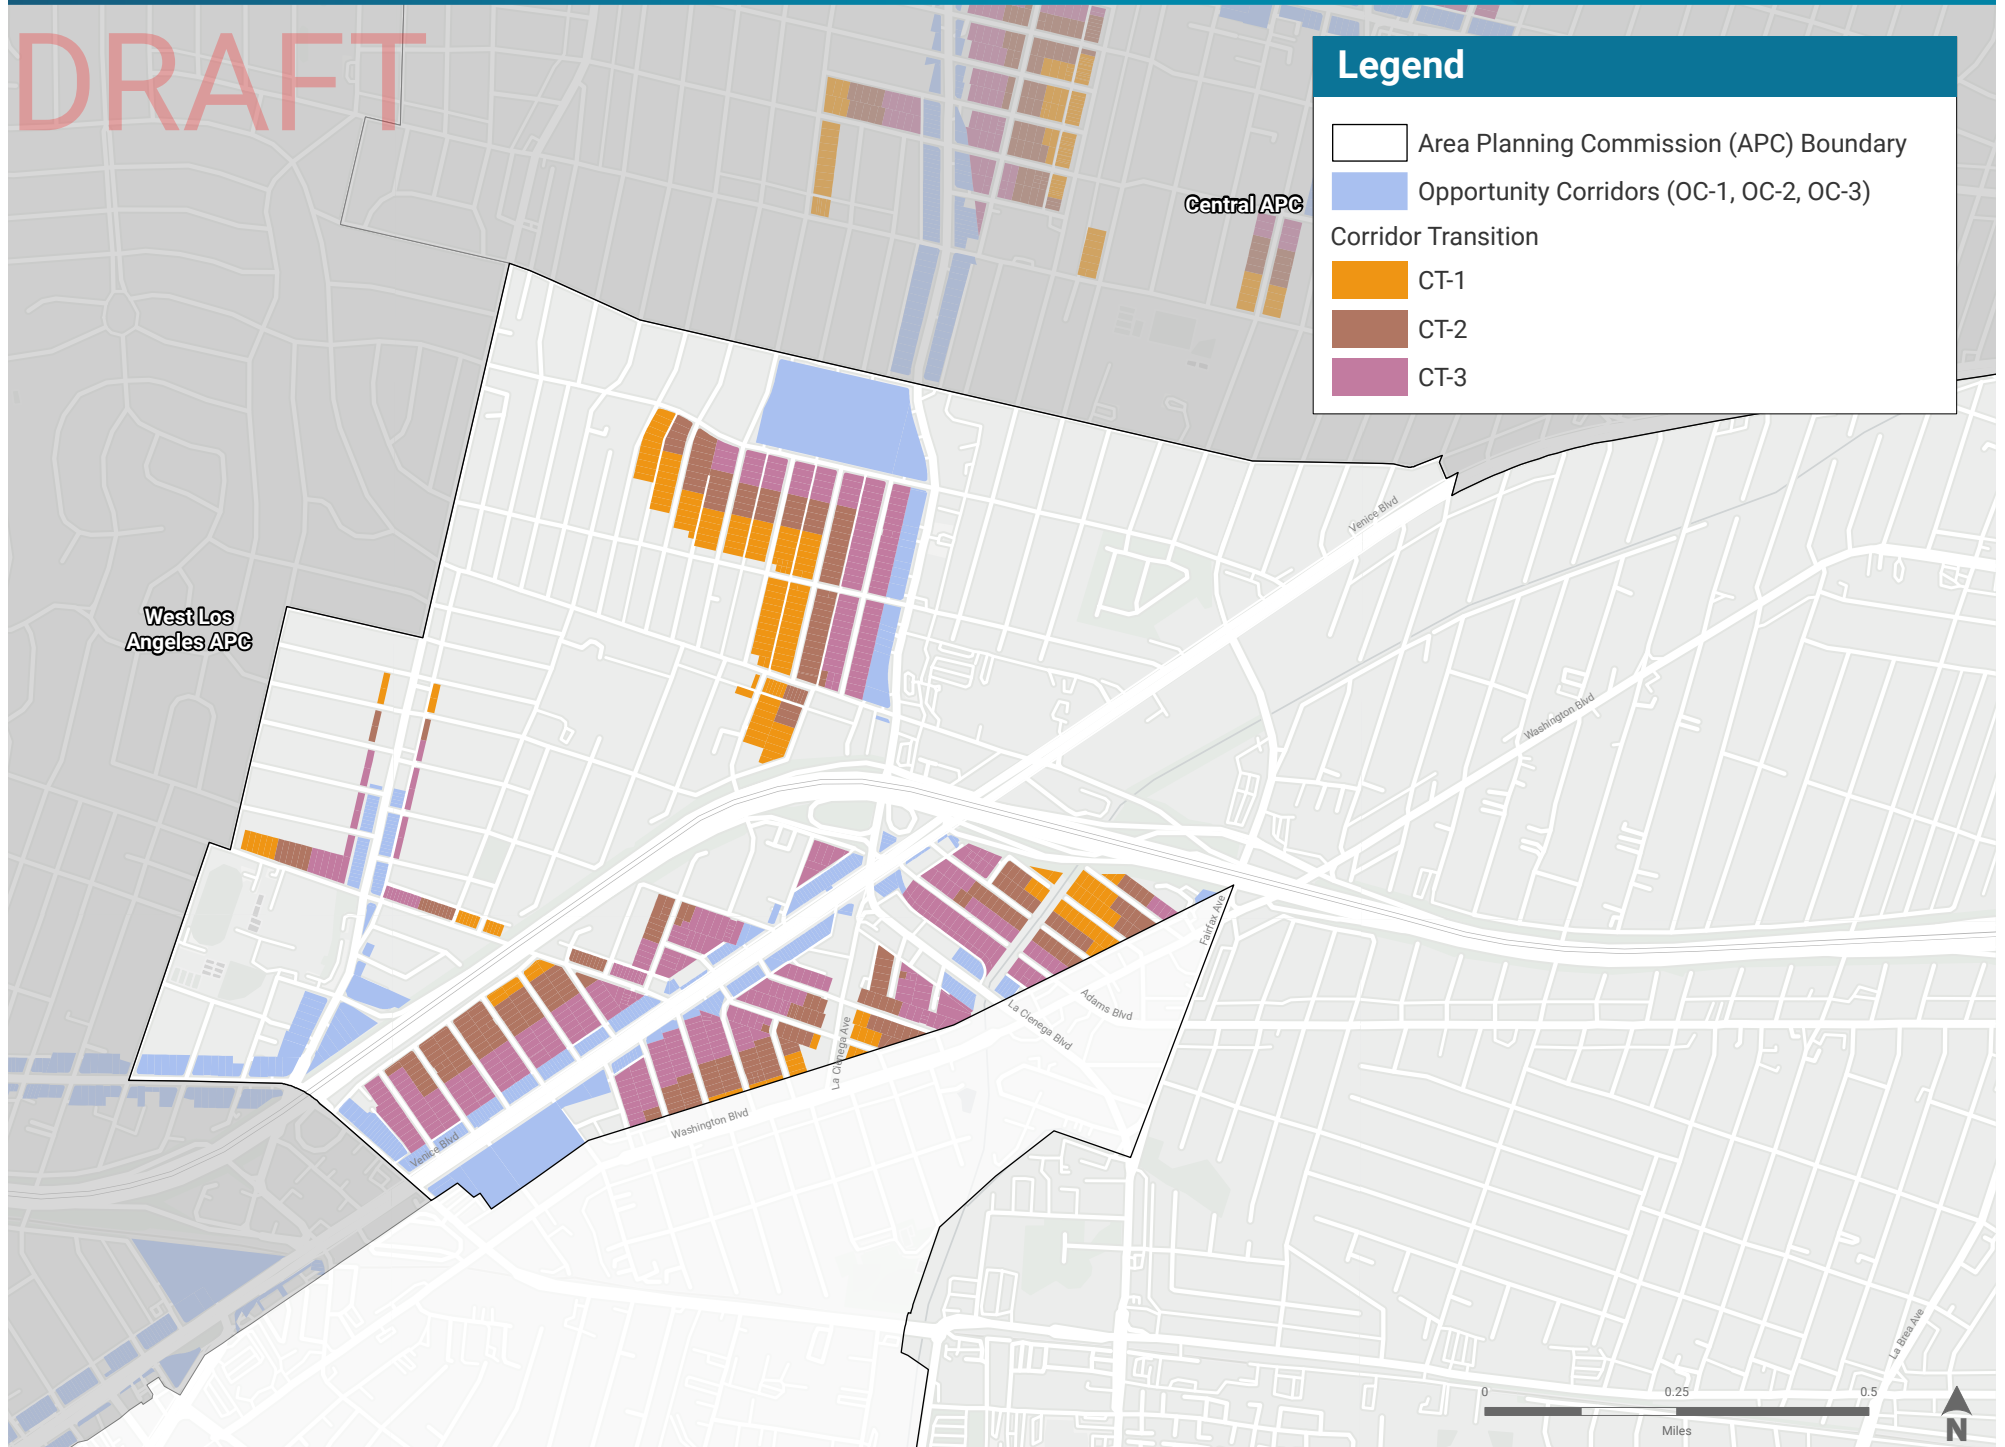 DRAFT
Legend
Area Planning Commission (APC) Boundary
Opportunity Corridors (OC-1, OC-2, OC-3)
Corridor Transition
CT-1
CT-2
CT-3
Central APC
West Los
Angeles APC
Venice Blvd
Washington Blvd
Fairfax Ave
Adams Blvd
La Cienega Blvd
La Cienega Ave
Washington Blvd
Venice Blvd
La Brea Ave
0
0.25
0.5
Miles
N